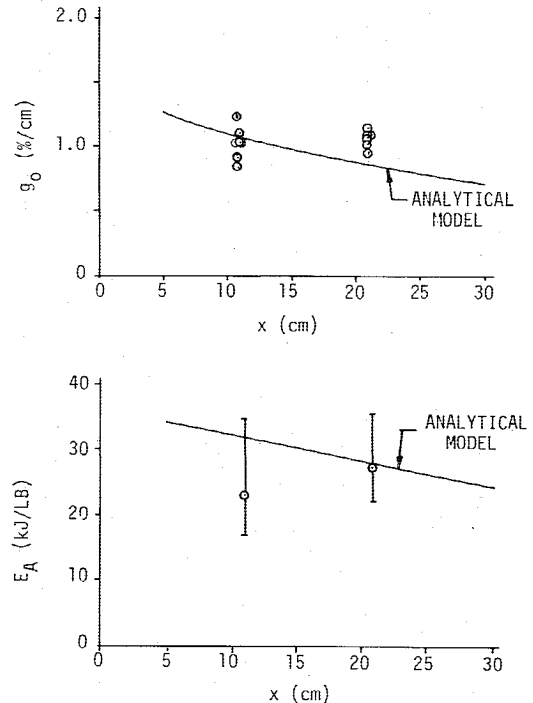 2.0
1.0
0
g₀ (%/cm)
ANALYTICAL
MODEL
0 5 10 15 20 25 30
x (cm)
40
30
20
10
0
E_A (kJ/LB)
ANALYTICAL
MODEL
0 5 10 15 20 25 30
x (cm)